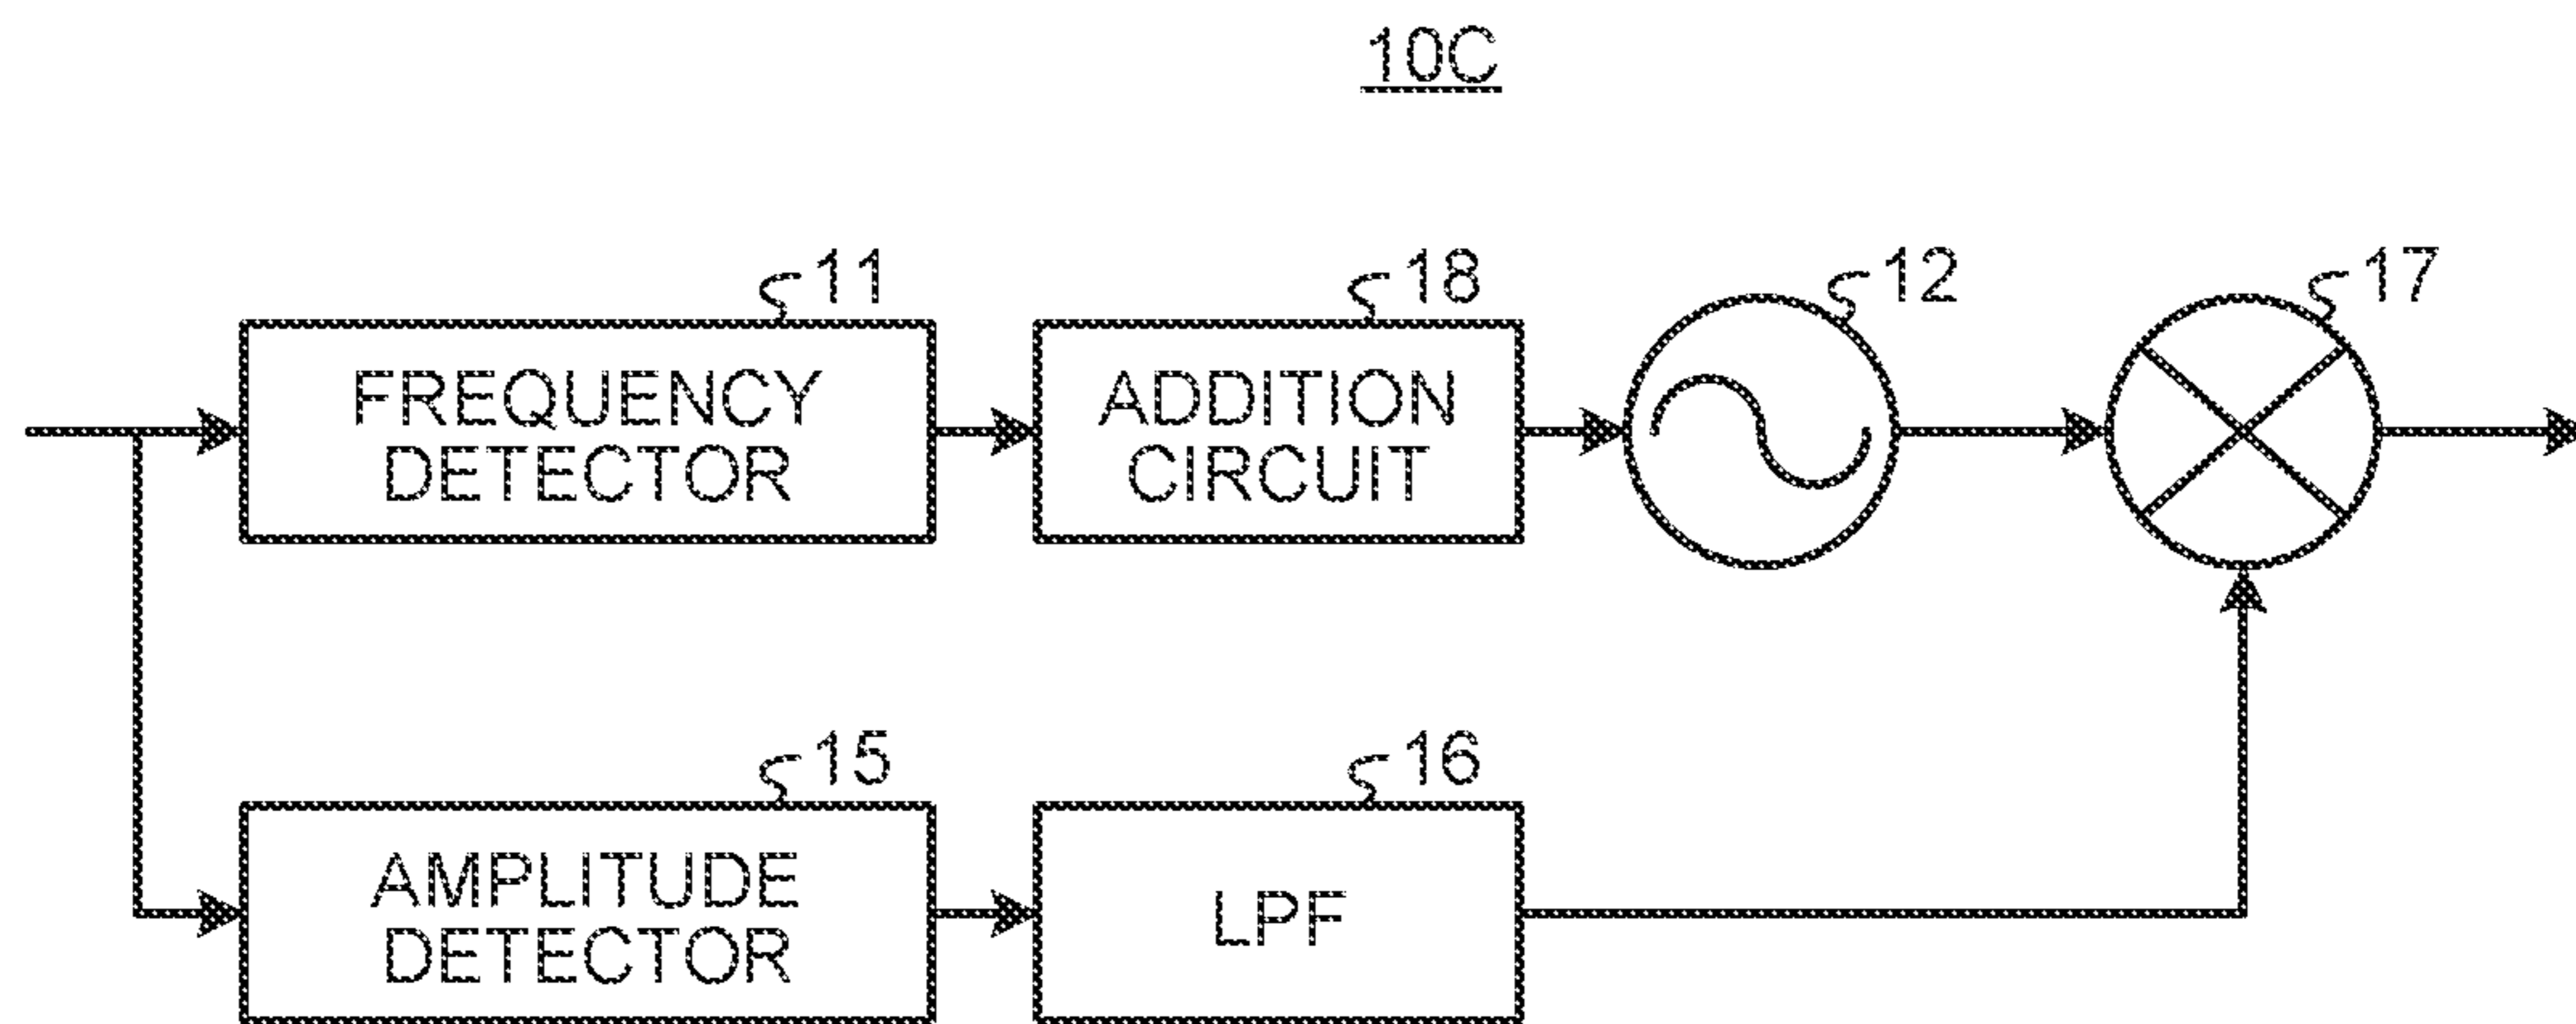 10C
11
18
12
17
FREQUENCY
DETECTOR
ADDITION
CIRCUIT
15
16
AMPLITUDE
DETECTOR
LPF